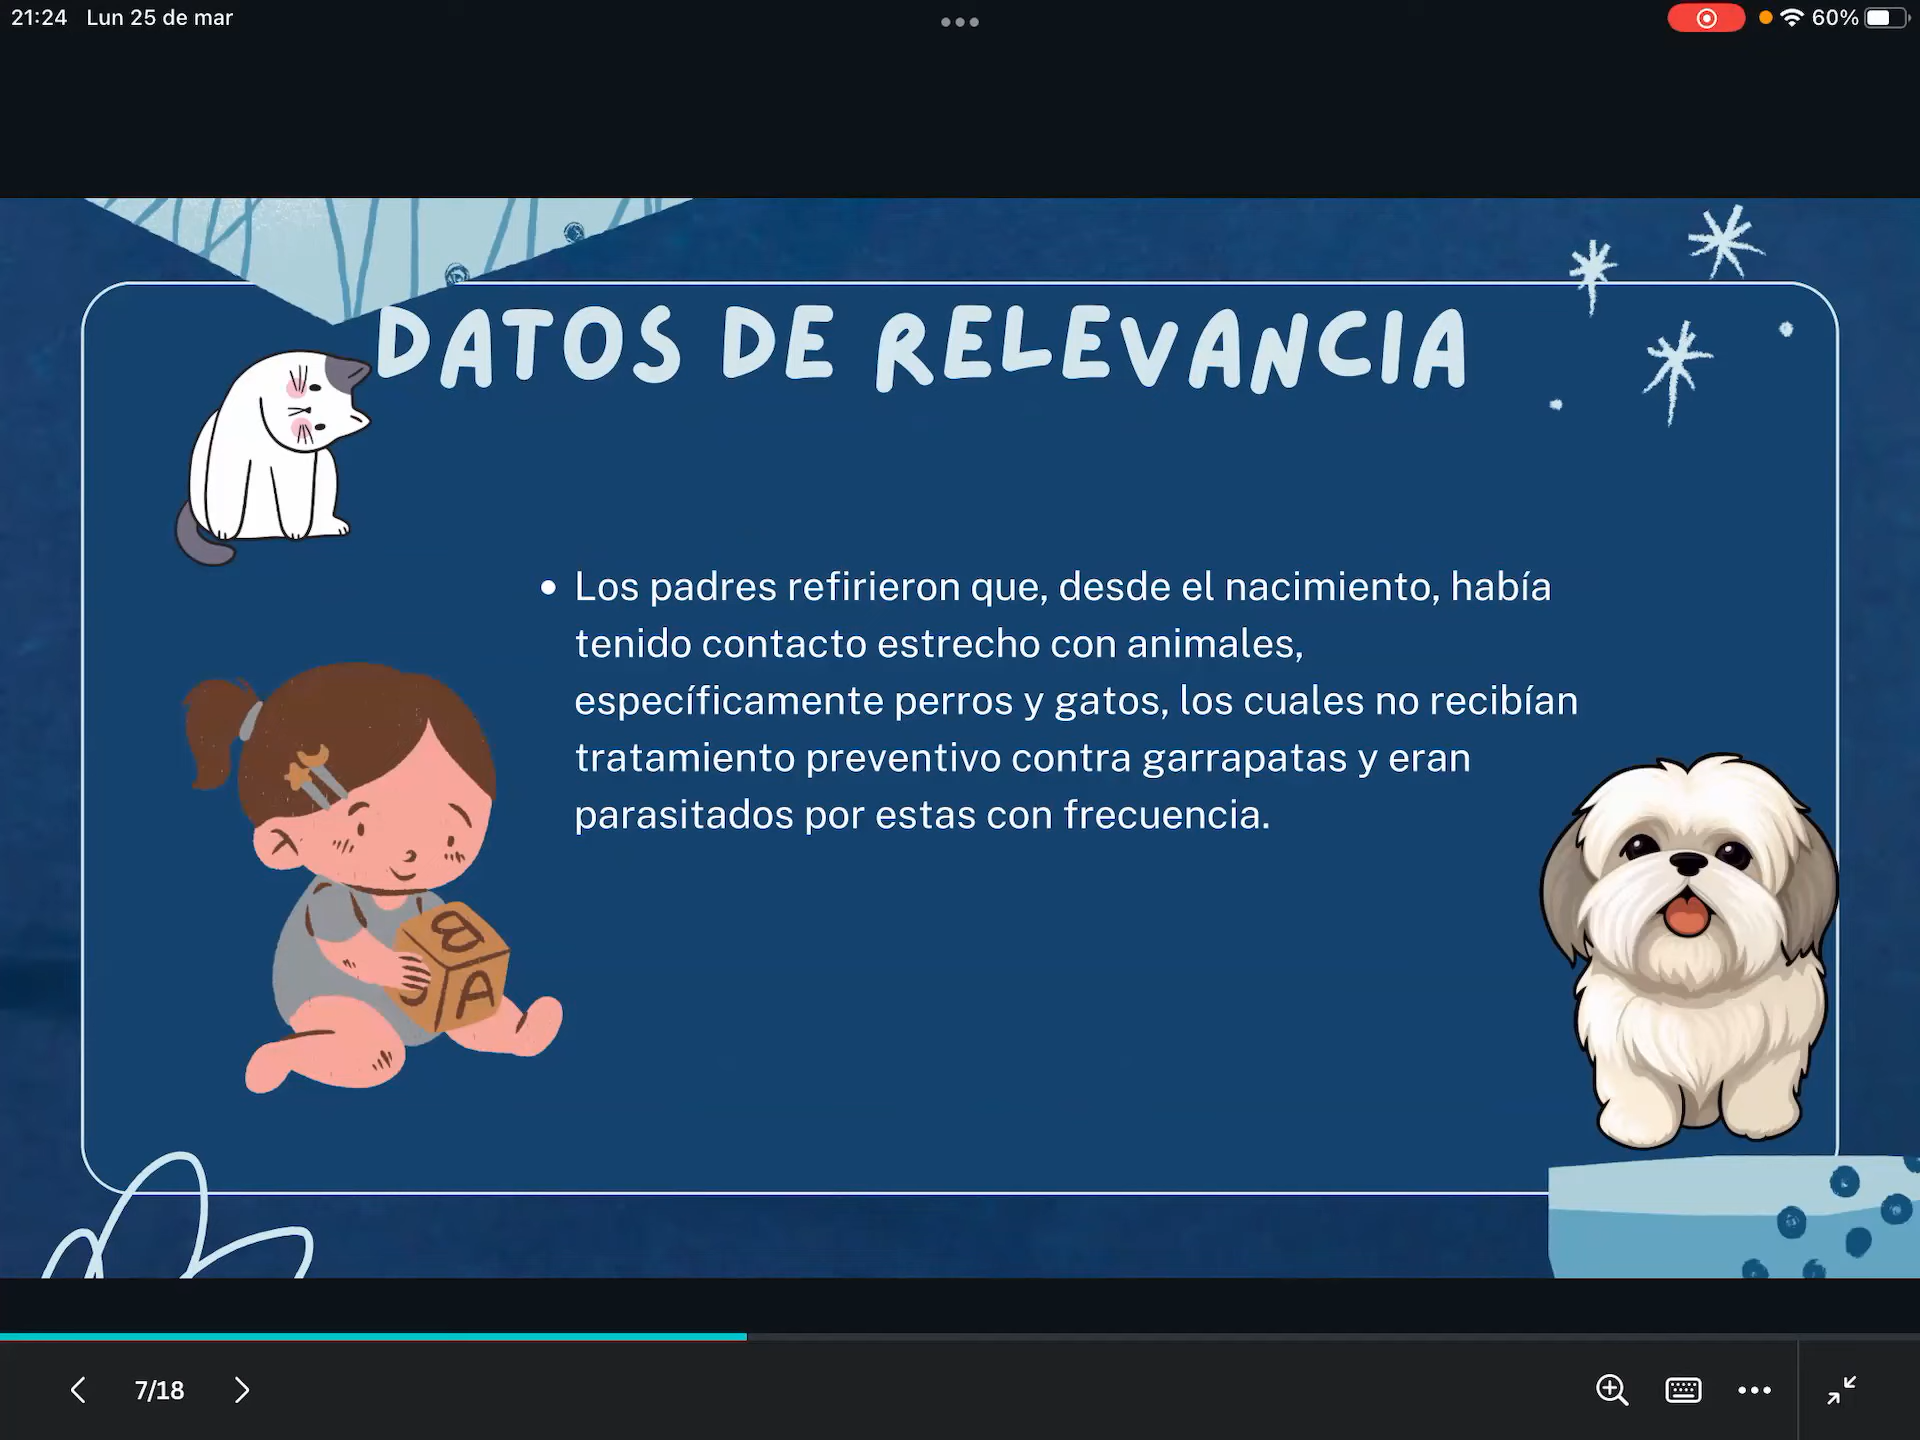 21:24 Lun 25 de mar
60%
DATOS DE RELEVANCIA
• Los padres refirieron que, desde el nacimiento, había
tenido contacto estrecho con animales,
específicamente perros y gatos, los cuales no recibían
tratamiento preventivo contra garrapatas y eran
parasitados por estas con frecuencia.
B
A
7/18